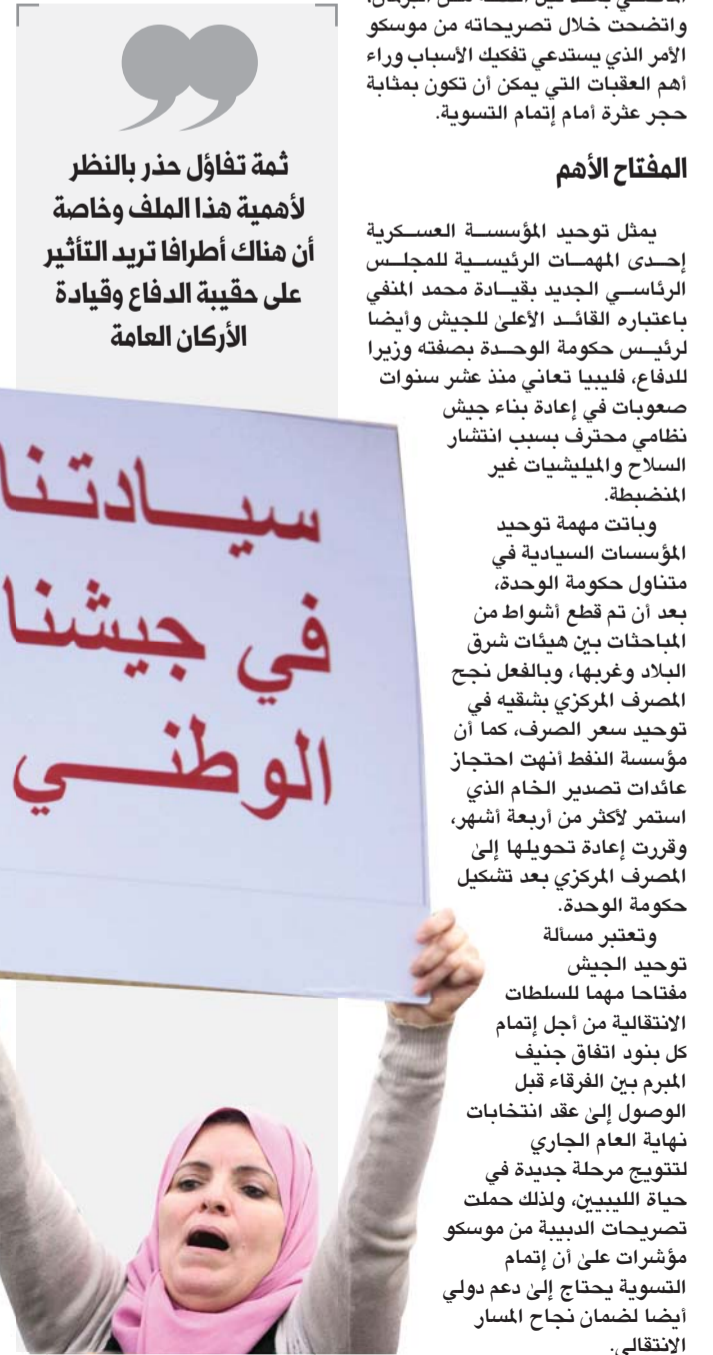 واتضحت خلال تصريحاته من موسكو
الأمر الذي يستدعي تفكيك الأسباب وراء
أهم العقبات التي يمكن أن تكون بمثابة
حجر عثرة أمام إتمام التسوية.
المفتاح الأهم
يمثل توحيد المؤسسة العسكرية
إحدى المهمات الرئيسية للمجلس
الرئاسي الجديد بقيادة محمد المنفي
باعتباره القائد الأعلى للجيش وأيضا
لرئيس حكومة الوحدة بصفته وزيرا
للدفاع، فليبيا تعاني منذ عشر سنوات
صعوبات في إعادة بناء جيش
نظامي محترف بسبب انتشار
السلاح والميليشيات غير
المنضبطة.
وباتت مهمة توحيد
المؤسسات السيادية في
متناول حكومة الوحدة،
بعد أن تم قطع أشواط من
المباحثات بين هيئات شرق
البلاد وغربها، وبالفعل نجح
المصرف المركزي بشقيه في
توحيد سعر الصرف، كما أن
مؤسسة النفط أنهت احتجاز
عائدات تصدير الخام الذي
استمر لأكثر من أربعة أشهر،
وقررت إعادة تحويلها إلى
المصرف المركزي بعد تشكيل
حكومة الوحدة.
وتعتبر مسألة
توحيد الجيش
مفتاحا مهما للسلطات
الانتقالية من أجل إتمام
كل بنود اتفاق جنيف
المبرم بين الفرقاء قبل
الوصول إلى عقد انتخابات
نهاية العام الجاري
لتتويج مرحلة جديدة في
حياة الليبيين، ولذلك حملت
تصريحات الدبيبة من موسكو
مؤشرات على أن إتمام
التسوية يحتاج إلى دعم دولي
أيضا لضمان نجاح المسار
الانتقالي.
ثمة تفاؤل حذر بالنظر
لأهمية هذا الملف وخاصة
أن هناك أطرافا تريد التأثير
على حقيبة الدفاع وقيادة
الأركان العامة
سيادتنا
في جيشنا
الوطني